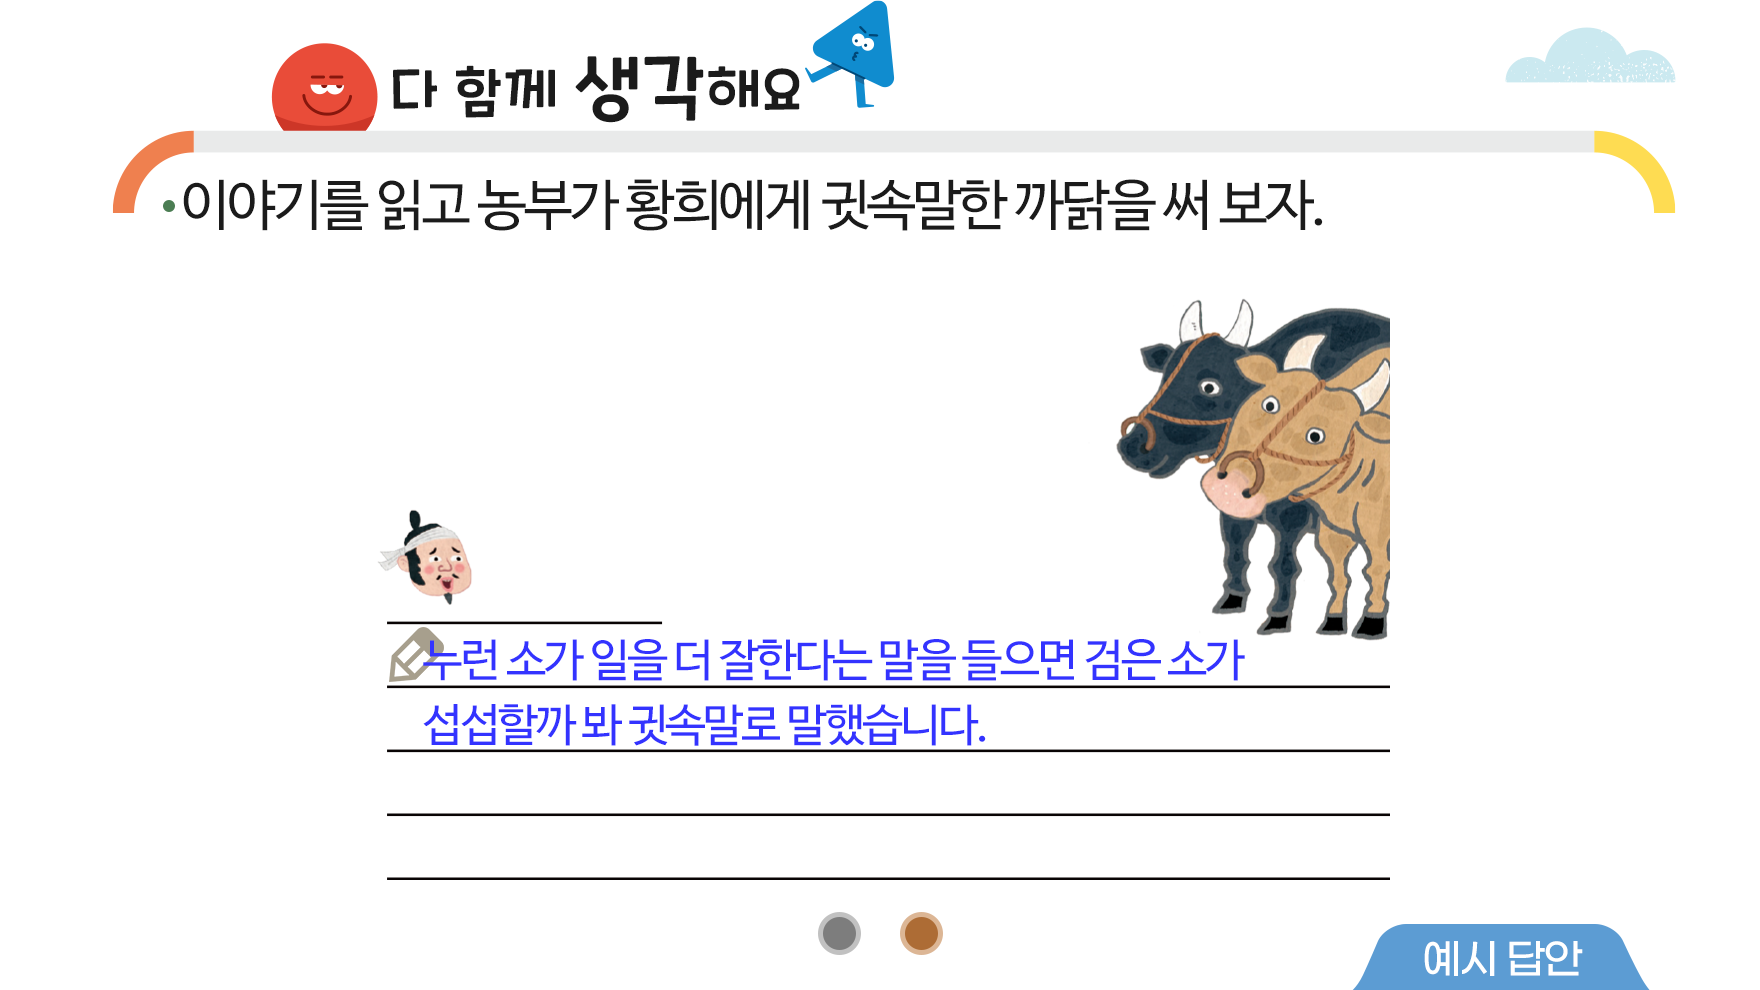 다 함께 생각해요
•이야기를 읽고 농부가 황희에게 귓속말한 까닭을 써 보자.
누런 소가 일을 더 잘한다는 말을 들으면 검은 소가
섭섭할까 봐 귓속말로 말했습니다.
예시 답안